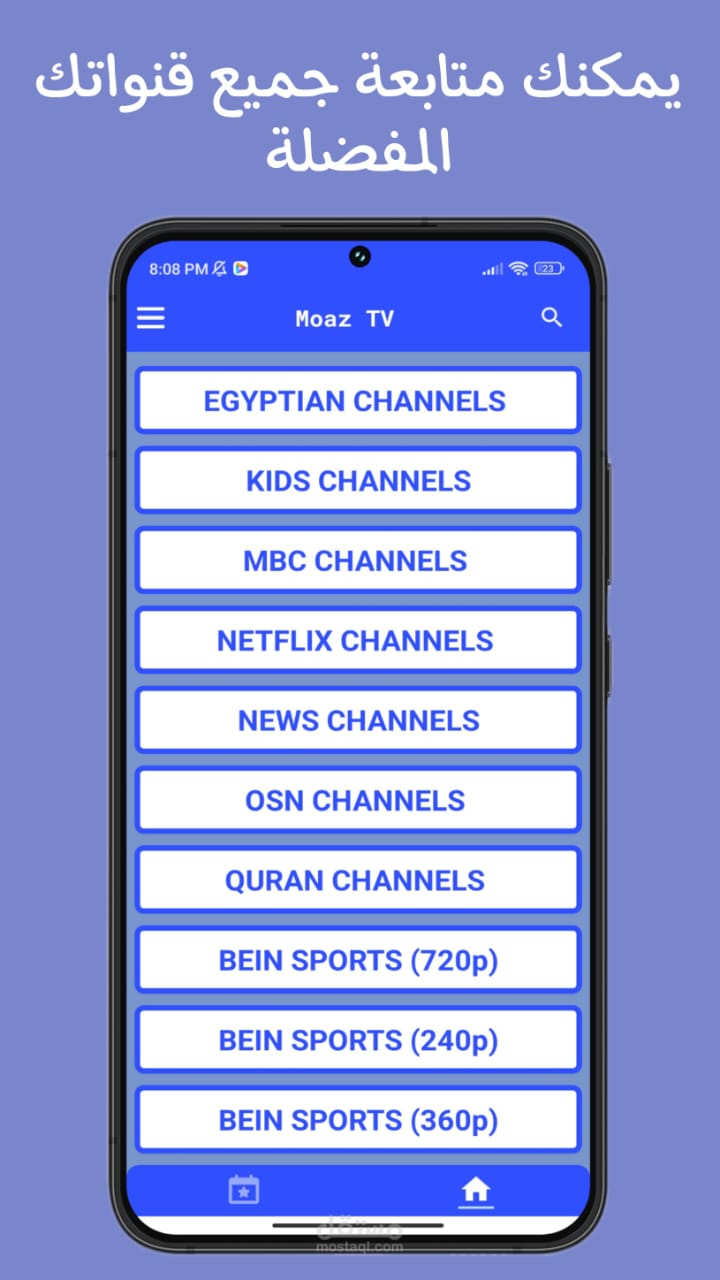 يمكنك متابعة جميع قنواتك
المفضلة
8:08 PM 23
Moaz TV
EGYPTIAN CHANNELS
KIDS CHANNELS
MBC CHANNELS
NETFLIX CHANNELS
NEWS CHANNELS
OSN CHANNELS
QURAN CHANNELS
BEIN SPORTS (720p)
BEIN SPORTS (240p)
BEIN SPORTS (360p)
مستقل
mostaql.com